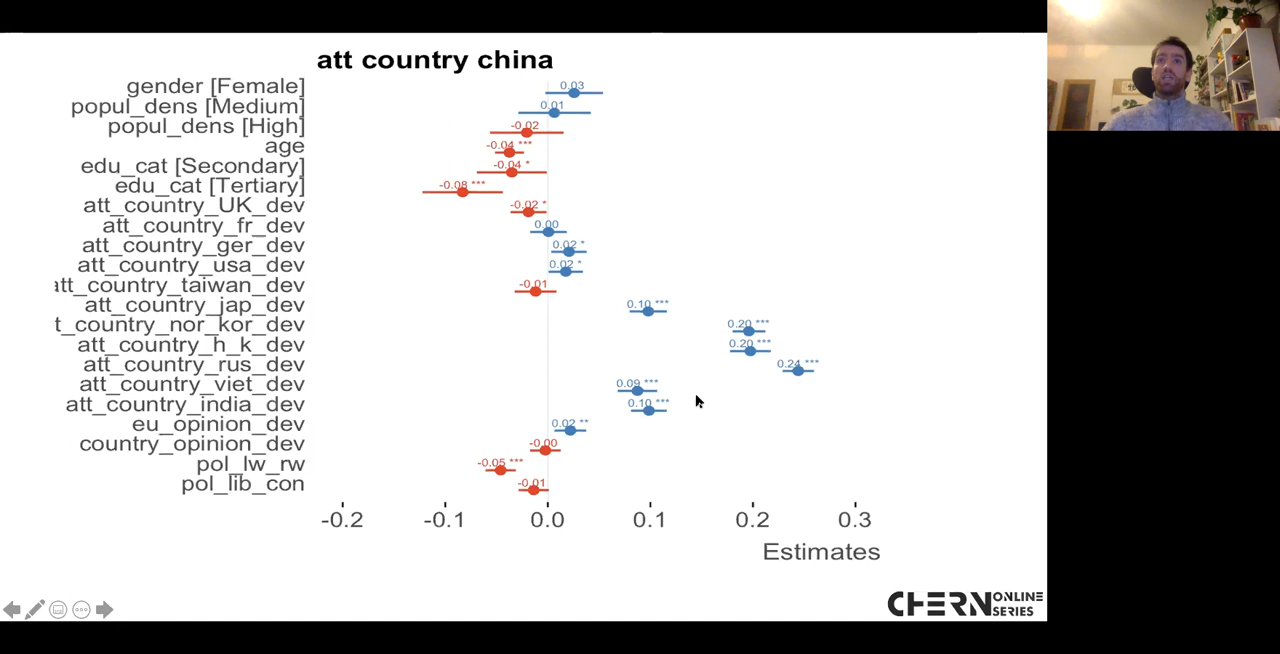 att country china
gender [Female]
0.03
popul_dens [Medium]
0.01
popul_dens [High]
-0.02
age
-0.04 ***
edu_cat [Secondary]
-0.04 *
edu_cat [Tertiary]
-0.08 ***
att_country_UK_dev
-0.02 *
att_country_fr_dev
0.00
att_country_ger_dev
0.02 *
att_country_usa_dev
0.02 *
att_country_taiwan_dev
-0.01
att_country_jap_dev
0.10 ***
t_country_nor_kor_dev
0.20 ***
att_country_h_k_dev
0.20 ***
att_country_rus_dev
0.24 ***
att_country_viet_dev
0.09 ***
att_country_india_dev
0.10 ***
eu_opinion_dev
0.02 **
country_opinion_dev
-0.00
pol_lw_rw
-0.05 ***
pol_lib_con
-0.01
-0.2 -0.1 0.0 0.1 0.2 0.3
Estimates
CHERN ONLINE
SERIES